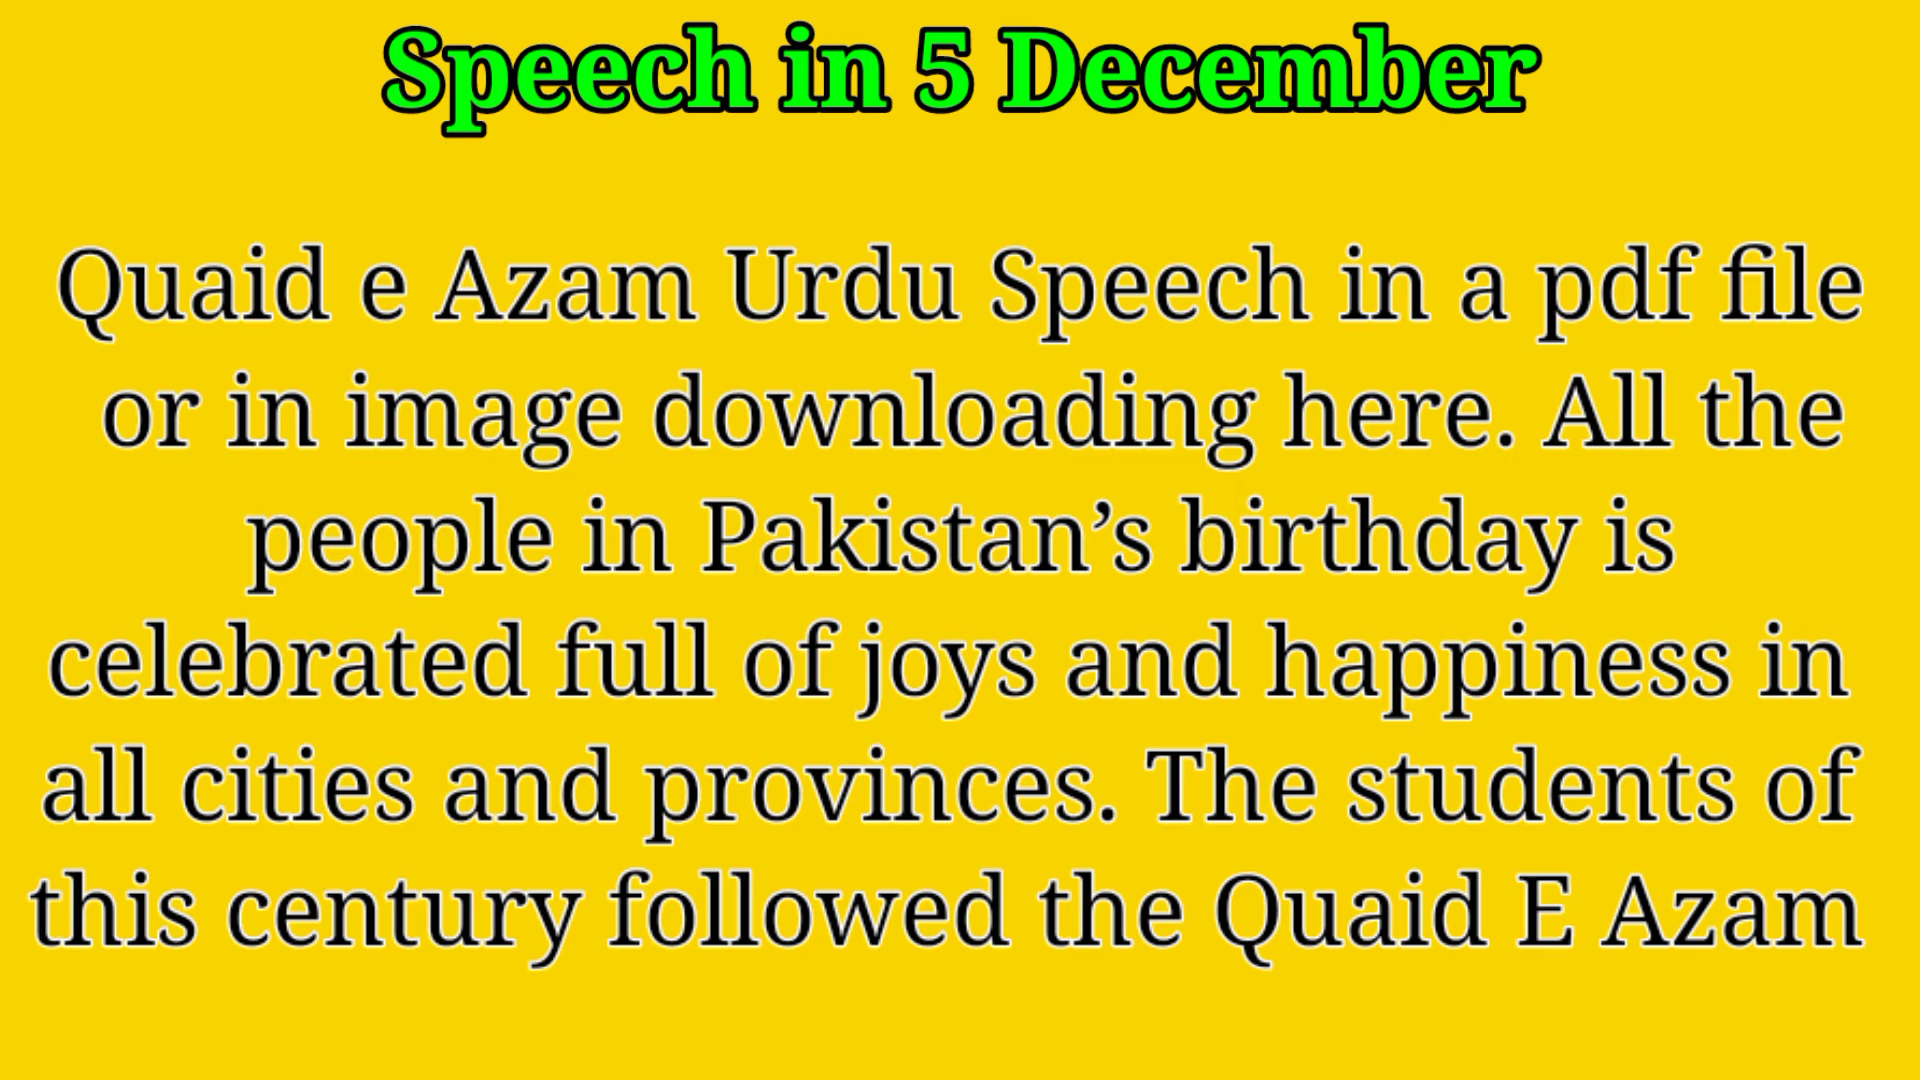 Speech in 5 December
Quaid e Azam Urdu Speech in a pdf file
or in image downloading here. All the
people in Pakistan’s birthday is
celebrated full of joys and happiness in
all cities and provinces. The students of
this century followed the Quaid E Azam